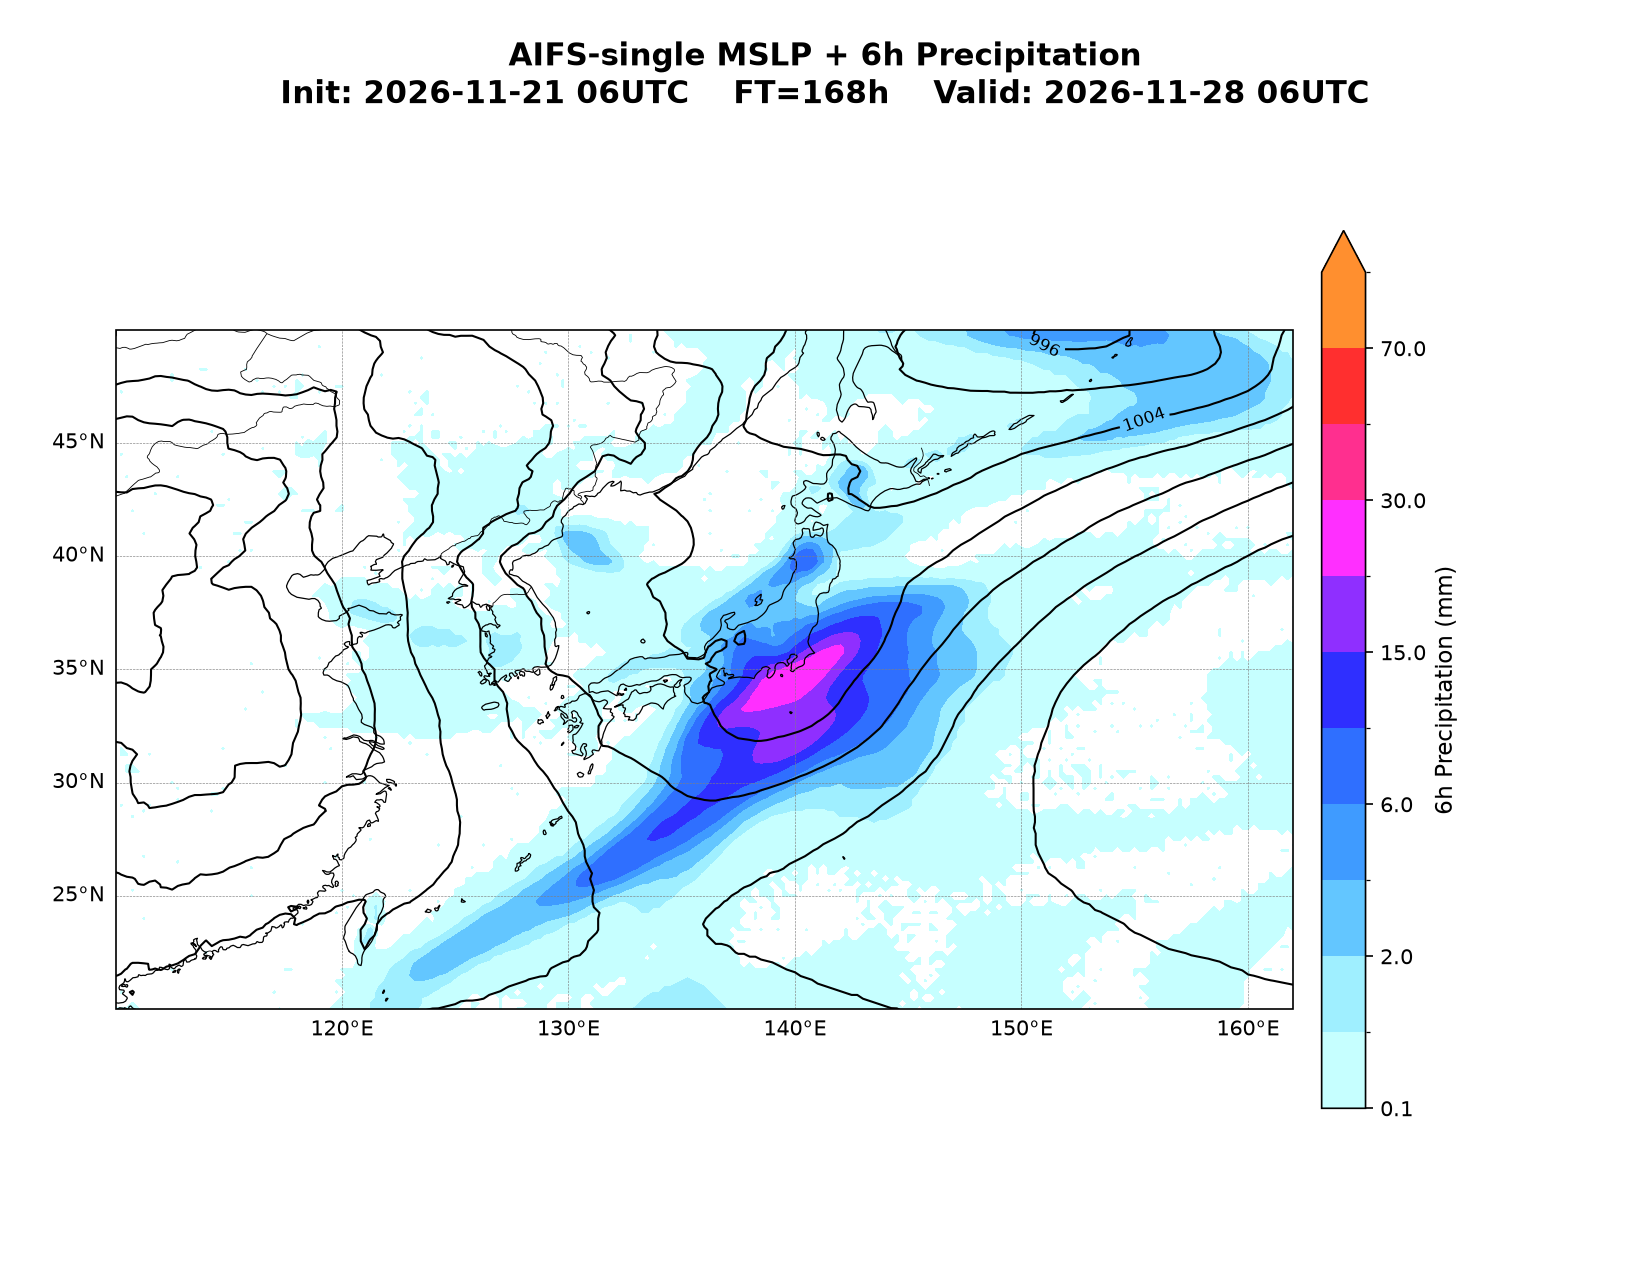 AIFS-single MSLP + 6h Precipitation
Init: 2026-11-21 06UTC    FT=168h    Valid: 2026-11-28 06UTC
996
1004
45°N
40°N
35°N
30°N
25°N
120°E
130°E
140°E
150°E
160°E
70.0
30.0
15.0
6.0
2.0
0.1
6h Precipitation (mm)